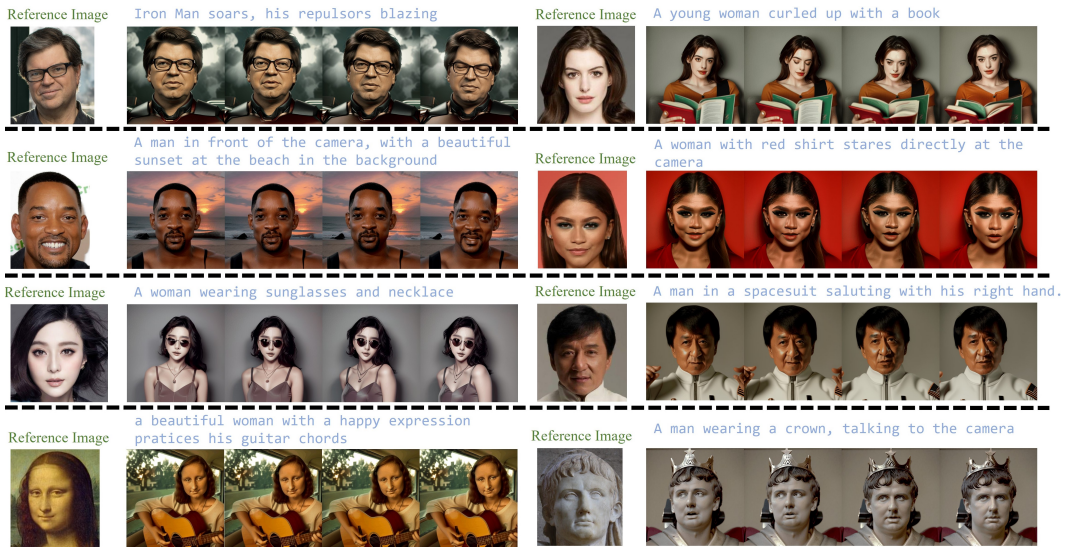 Reference Image
Iron Man soars, his repulsors blazing
Reference Image
A young woman curled up with a book
Reference Image
A man in front of the camera, with a beautiful
sunset at the beach in the background
Reference Image
A woman with red shirt stares directly at the
camera
Reference Image
A woman wearing sunglasses and necklace
Reference Image
A man in a spacesuit saluting with his right hand.
Reference Image
a beautiful woman with a happy expression
pratices his guitar chords
Reference Image
A man wearing a crown, talking to the camera